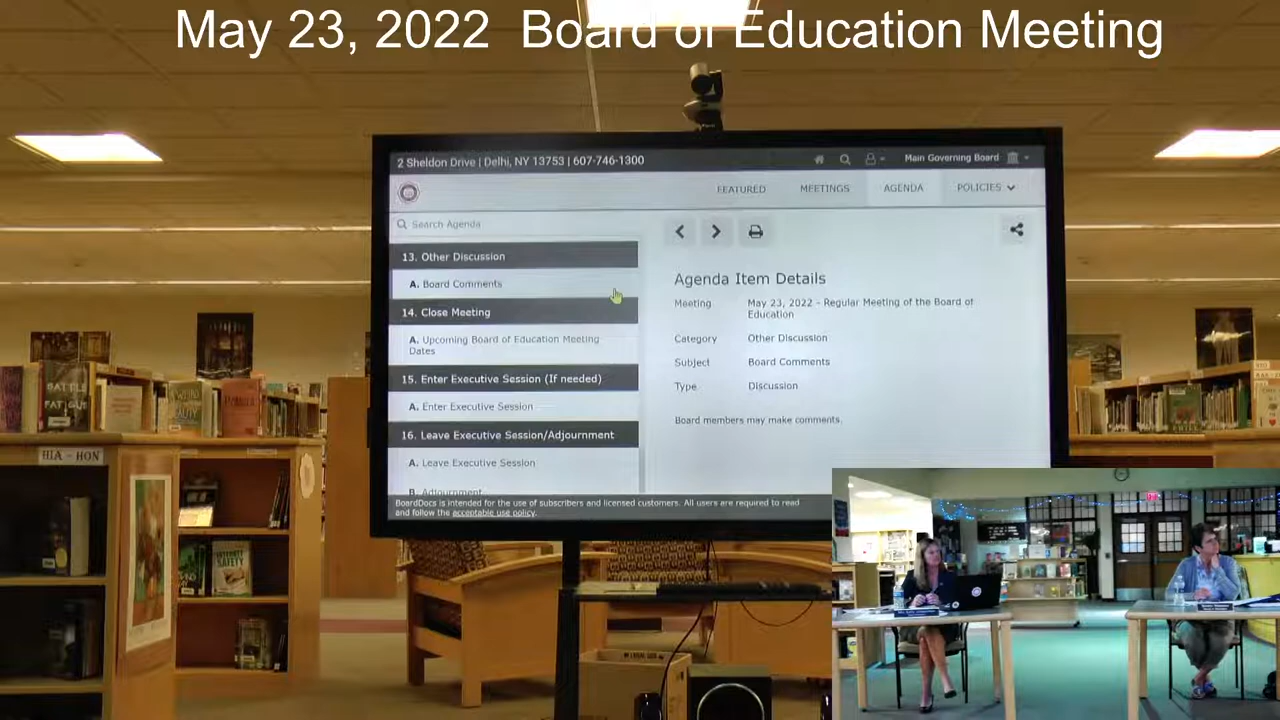 May 23, 2022  Board of Education Meeting
2 Sheldon Drive | Delhi, NY 13753 | 607-746-1300
Main Governing Board
FEATURED
MEETINGS
AGENDA
POLICIES
Search Agenda
13. Other Discussion
A. Board Comments
14. Close Meeting
A. Upcoming Board of Education Meeting
Dates
15. Enter Executive Session (If needed)
A. Enter Executive Session
16. Leave Executive Session/Adjournment
A. Leave Executive Session
B. Adjournment
BoardDocs is intended for the use of subscribers and licensed customers. All users are required to read
and follow the acceptable use policy.
Agenda Item Details
Meeting
May 23, 2022 - Regular Meeting of the Board of
Education
Category
Other Discussion
Subject
Board Comments
Type
Discussion
Board members may make comments.
BATTLE
FATIGUE
HIA - HON